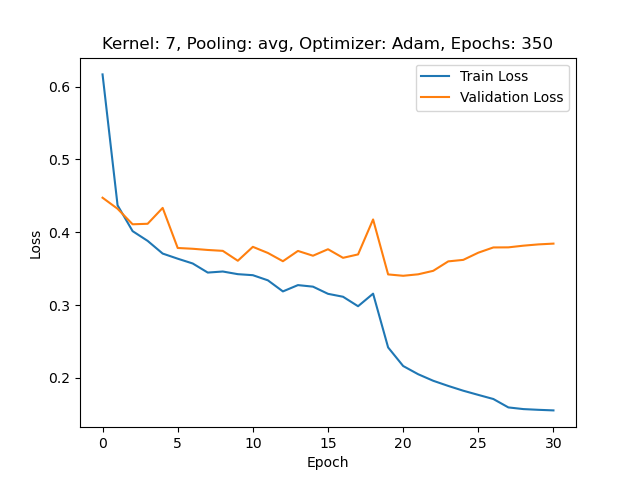 Kernel: 7, Pooling: avg, Optimizer: Adam, Epochs: 350
Train Loss
Validation Loss
0.6
0.5
0.4
0.3
0.2
Loss
0
5
10
15
20
25
30
Epoch